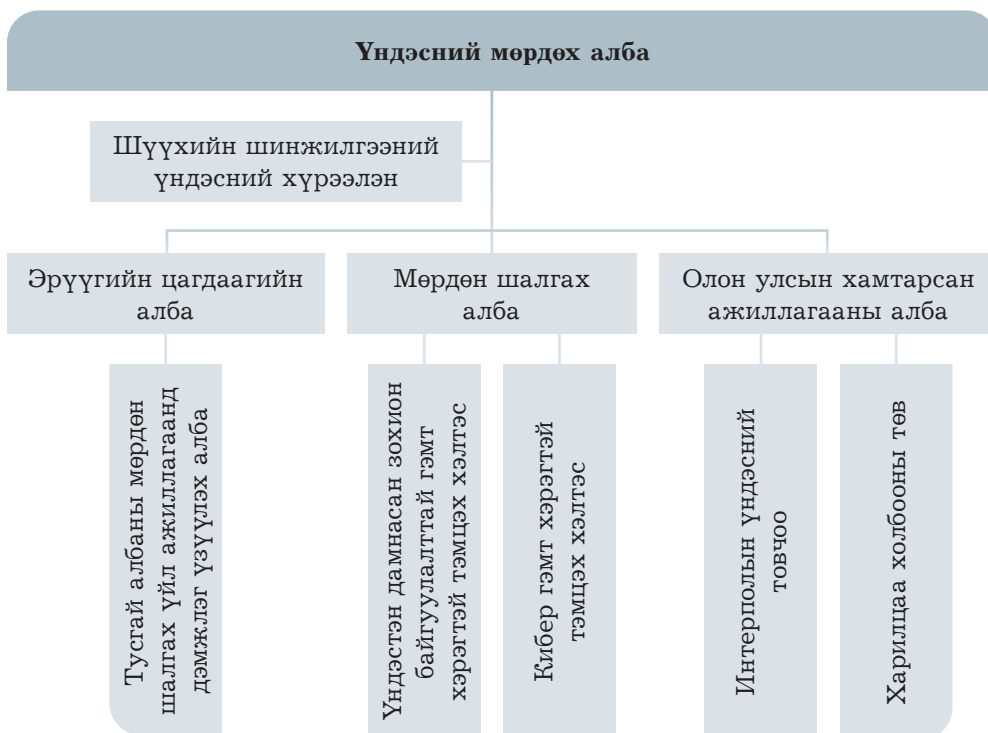 Үндэсний мөрдөх алба
Шүүхийн шинжилгээний
үндэсний хүрээлэн
Эрүүгийн цагдаагийн
алба
Мөрдөн шалгах
алба
Олон улсын хамтарсан
ажиллагааны алба
Тусгай албаны мөрдөн
шалгах үйл ажиллагаанд
дэмжлэг үзүүлэх алба
Үндэстэн дамнасан зохион
байгуулалттай гэмт
хэрэгтэй тэмцэх хэлтэс
Кибер гэмт хэрэгтэй
тэмцэх хэлтэс
Интерполын үндэсний
товчоо
Харилцаа холбооны төв